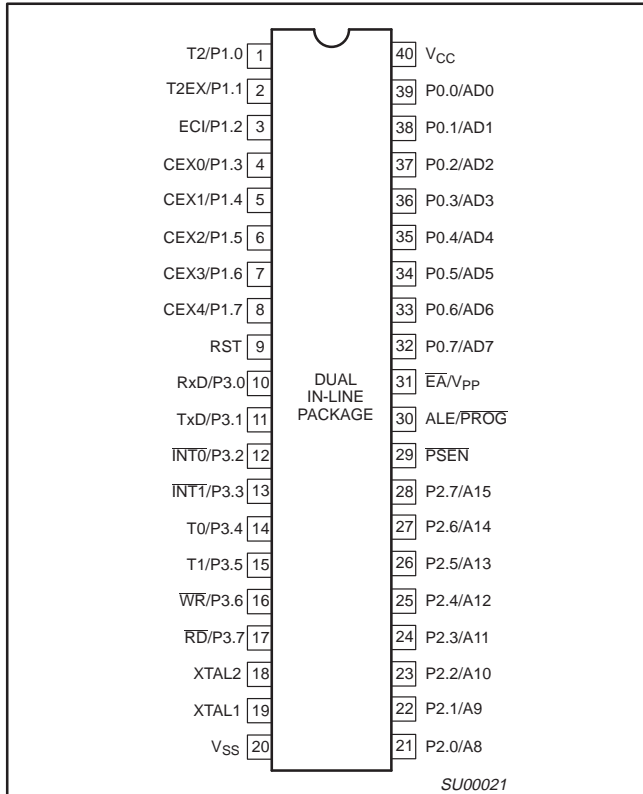 T2/P1.0 1 40 VCC
T2EX/P1.1 2 39 P0.0/AD0
ECI/P1.2 3 38 P0.1/AD1
CEX0/P1.3 4 37 P0.2/AD2
CEX1/P1.4 5 36 P0.3/AD3
CEX2/P1.5 6 35 P0.4/AD4
CEX3/P1.6 7 34 P0.5/AD5
CEX4/P1.7 8 33 P0.6/AD6
RST 9 32 P0.7/AD7
RxD/P3.0 10 31 E̅A̅/VPP
TxD/P3.1 11 30 ALE/P̅R̅O̅G̅
I̅N̅T̅0̅/P3.2 12 29 P̅S̅E̅N̅
I̅N̅T̅1̅/P3.3 13 28 P2.7/A15
T0/P3.4 14 27 P2.6/A14
T1/P3.5 15 26 P2.5/A13
W̅R̅/P3.6 16 25 P2.4/A12
R̅D̅/P3.7 17 24 P2.3/A11
XTAL2 18 23 P2.2/A10
XTAL1 19 22 P2.1/A9
VSS 20 21 P2.0/A8
DUAL
IN-LINE
PACKAGE
SU00021